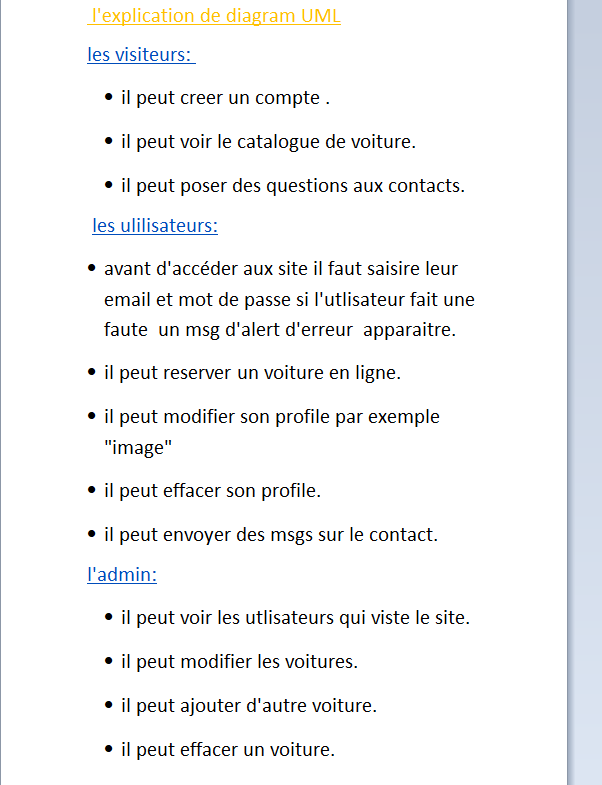 l'explication de diagram UML
les visiteurs:
• il peut creer un compte .
• il peut voir le catalogue de voiture.
• il peut poser des questions aux contacts.
les ulilisateurs:
• avant d'accéder aux site il faut saisire leur
email et mot de passe si l'utlisateur fait une
faute un msg d'alert d'erreur apparaitre.
• il peut reserver un voiture en ligne.
• il peut modifier son profile par exemple
"image"
• il peut effacer son profile.
• il peut envoyer des msgs sur le contact.
l'admin:
• il peut voir les utlisateurs qui viste le site.
• il peut modifier les voitures.
• il peut ajouter d'autre voiture.
• il peut effacer un voiture.